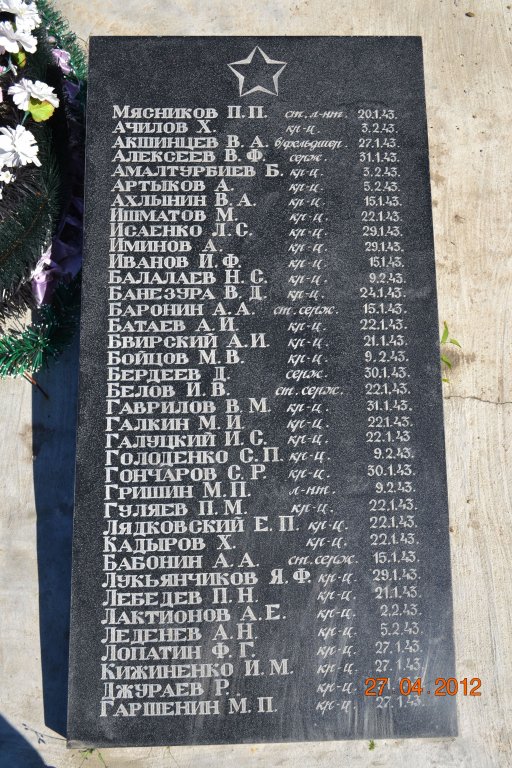 Мясников П.П. ст. л-нт. 20.1.43.
Ачилов Х. кр-ц. 3.2.43.
Акшинцев В.А. в/фельдшер. 27.1.43.
Алексеев В.Ф. серж. 31.1.43.
Амалтурбиев Б. кр-ц. 3.2.43.
Артыков А. кр-ц. 5.2.43.
Ахлынин В.А. кр-ц. 15.1.43.
Ишматов М. кр-ц. 22.1.43.
Исаенко Л.С. кр-ц. 29.1.43.
Иминов А. кр-ц. 29.1.43.
Иванов И.Ф. кр-ц. 15.1.43.
Балалаев Н.С. кр-ц. 9.2.43.
Банезура В.Д. кр-ц. 24.1.43.
Баронин А.А. ст. серж. 15.1.43.
Батаев А.И. кр-ц. 22.1.43.
Бвирский А.И. кр-ц. 21.1.43.
Бойцов М.В. кр-ц. 9.2.43.
Бердеев Д. серж. 30.1.43.
Белов И.В. ст. серж. 22.1.43.
Гаврилов В.М. кр-ц. 31.1.43.
Галкин М.И. кр-ц. 22.1.43.
Галуцкий И.С. кр-ц. 22.1.43
Голоденко С.П. кр-ц. 9.2.43.
Гончаров С.Р. кр-ц. 30.1.43.
Гришин М.П. л-нт. 9.2.43.
Гуляев П.М. кр-ц. 22.1.43.
Лядковский Е.П. кр-ц. 22.1.43.
Кадыров Х. кр-ц. 22.1.43.
Бабонин А.А. ст. серж. 15.1.43.
Лукьянчиков Я.Ф. кр-ц. 29.1.43.
Лебедев П.Н. кр-ц. 21.1.43.
Лактионов А.Е. кр-ц. 2.2.43.
Леденев А.Н. кр-ц. 5.2.43.
Лопатин Ф.Г. кр-ц. 27.1.43.
Кижиненко И.М. кр-ц. 27.1.43.
Джураев Р. кр-ц.
Гаршенин М.П. кр-ц. 27.1.43.
27 04 2012